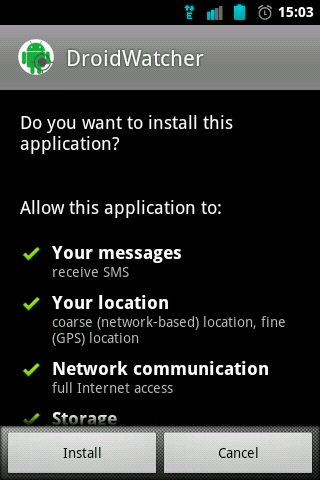 15:03
DroidWatcher
Do you want to install this
application?
Allow this application to:
Your messages
receive SMS
Your location
coarse (network-based) location, fine
(GPS) location
Network communication
full Internet access
Storage
Install
Cancel